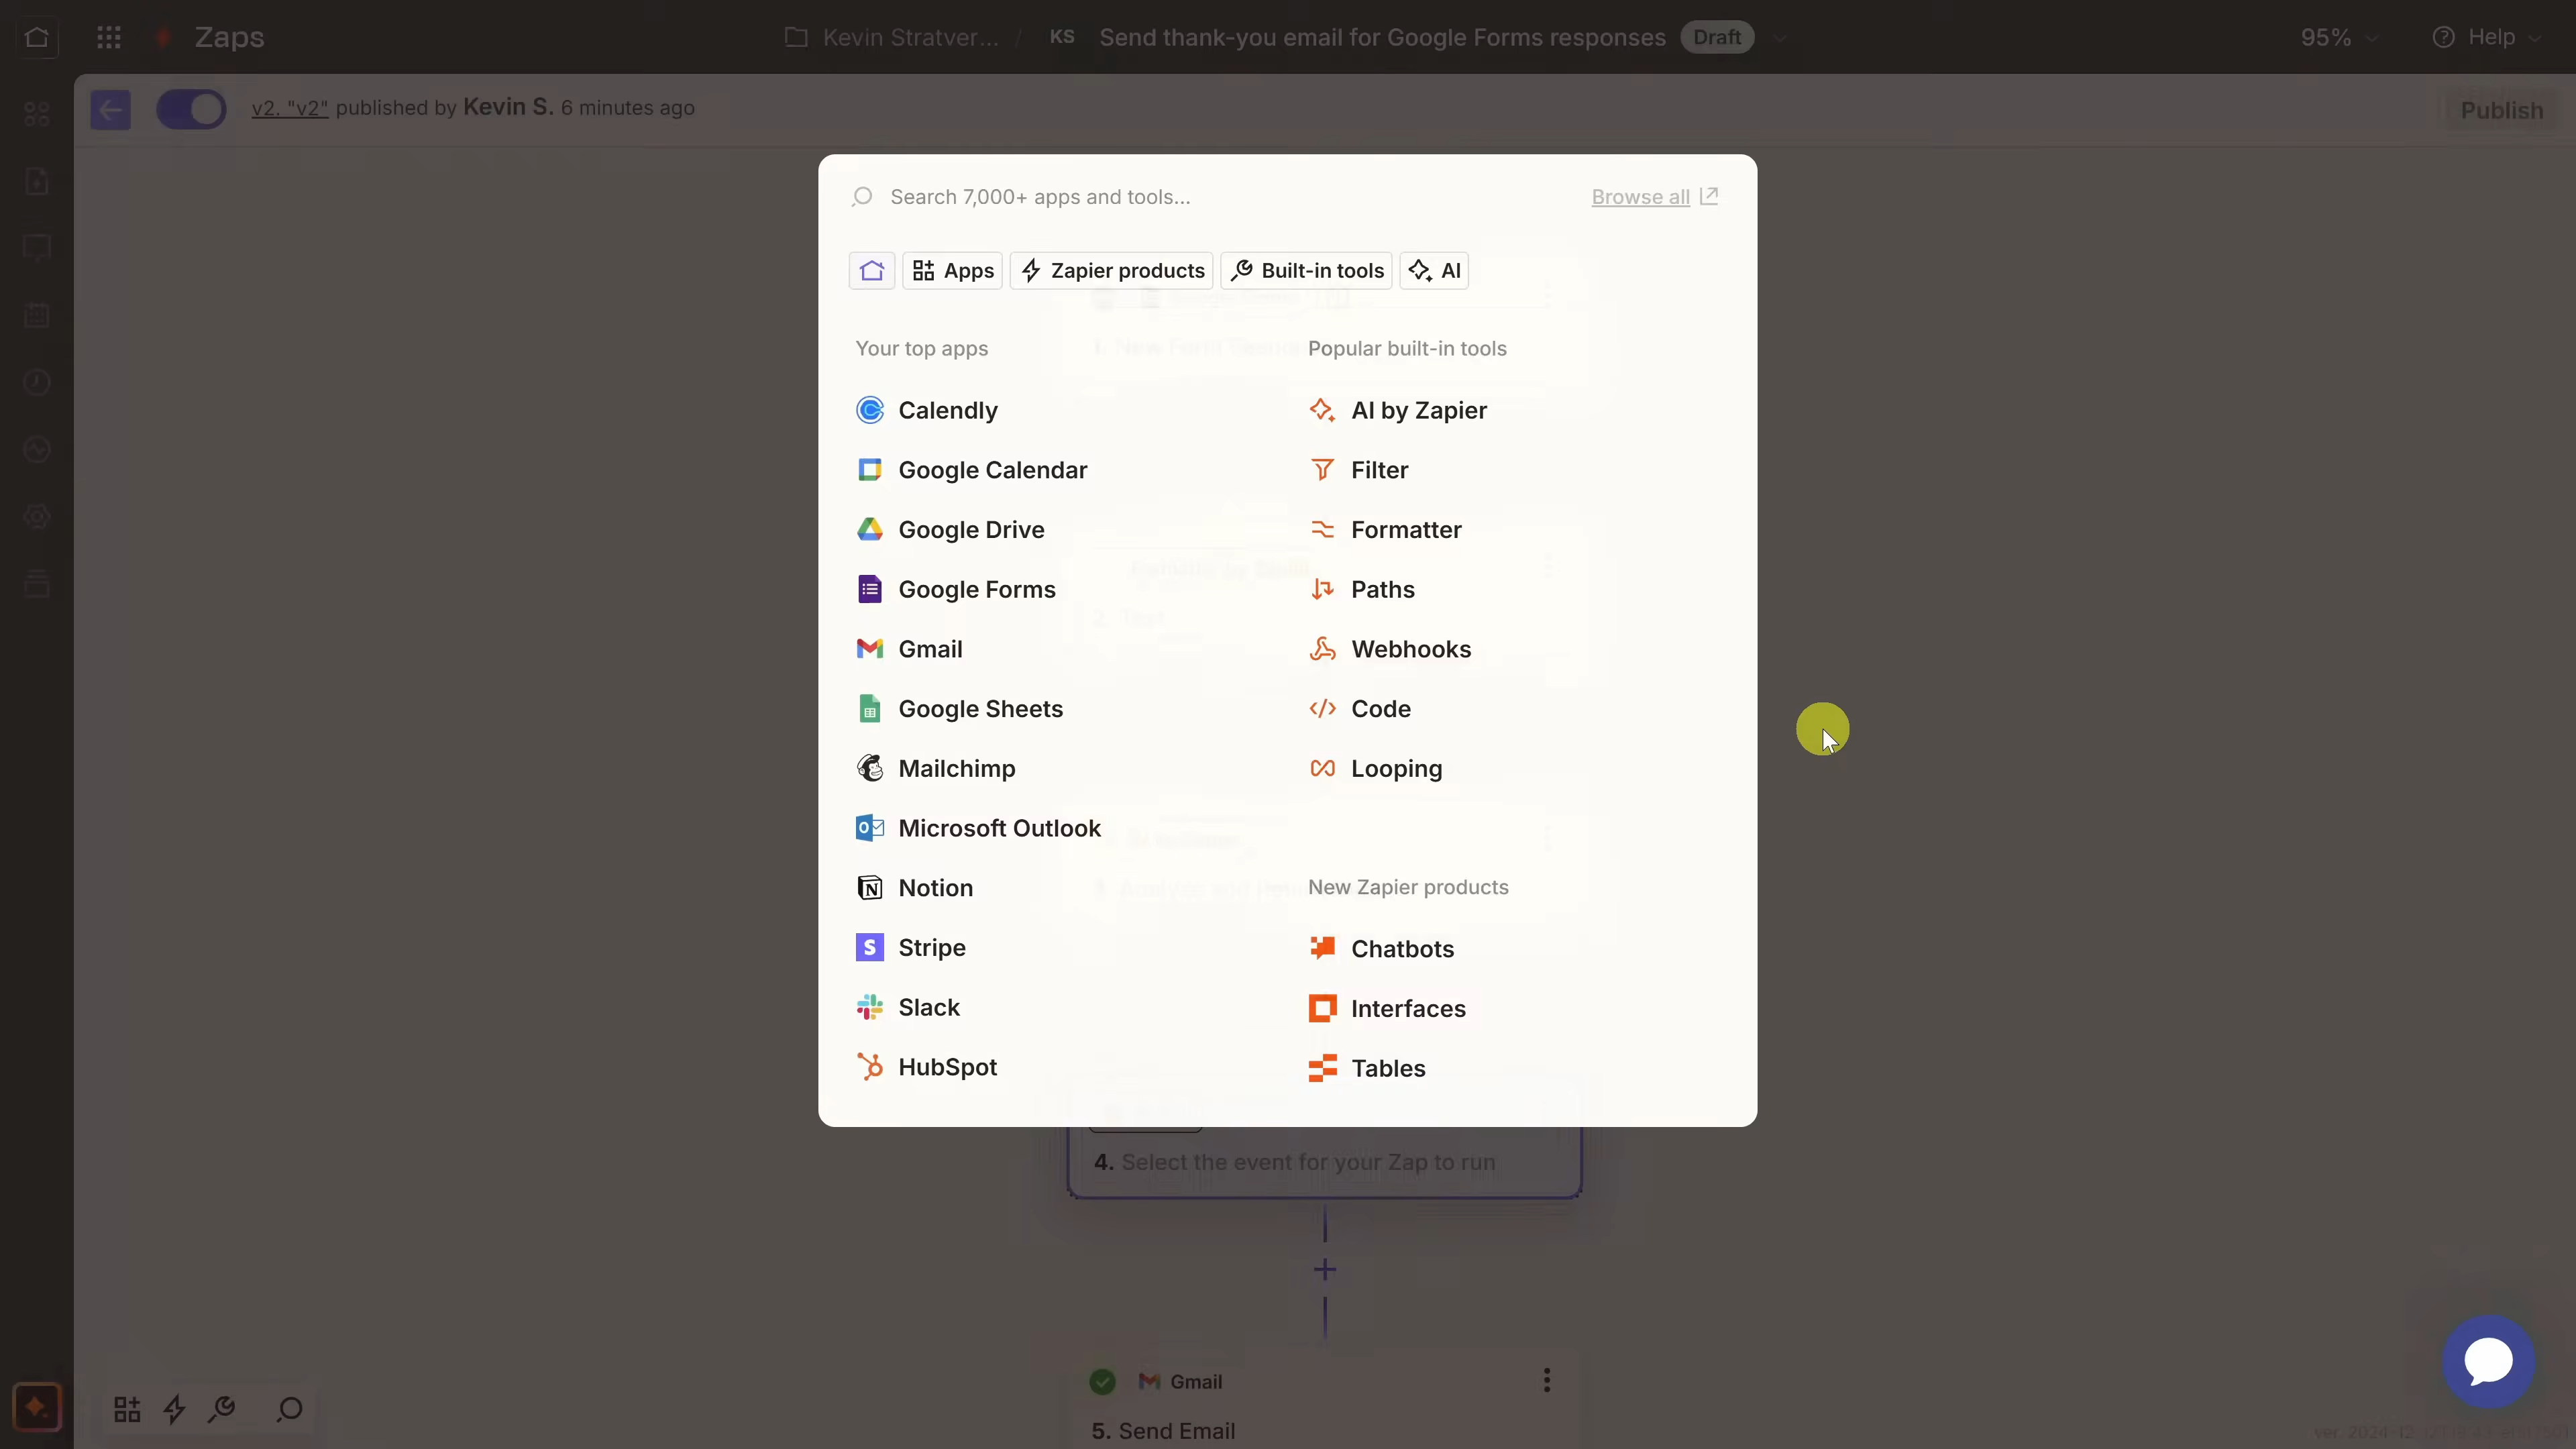 Zaps
Kevin Stratver... / KS Send thank-you email for Google Forms responses Draft
95%
Help
v2. "v2" published by Kevin S. 6 minutes ago
Publish
Search 7,000+ apps and tools...
Browse all
Apps
Zapier products
Built-in tools
AI
Your top apps
Calendly
Google Calendar
Google Drive
Google Forms
Gmail
Google Sheets
Mailchimp
Microsoft Outlook
Notion
Stripe
Slack
HubSpot
Popular built-in tools
AI by Zapier
Filter
Formatter
Paths
Webhooks
Code
Looping
New Zapier products
Chatbots
Interfaces
Tables
4. Select the event for your Zap to run
Gmail
5. Send Email